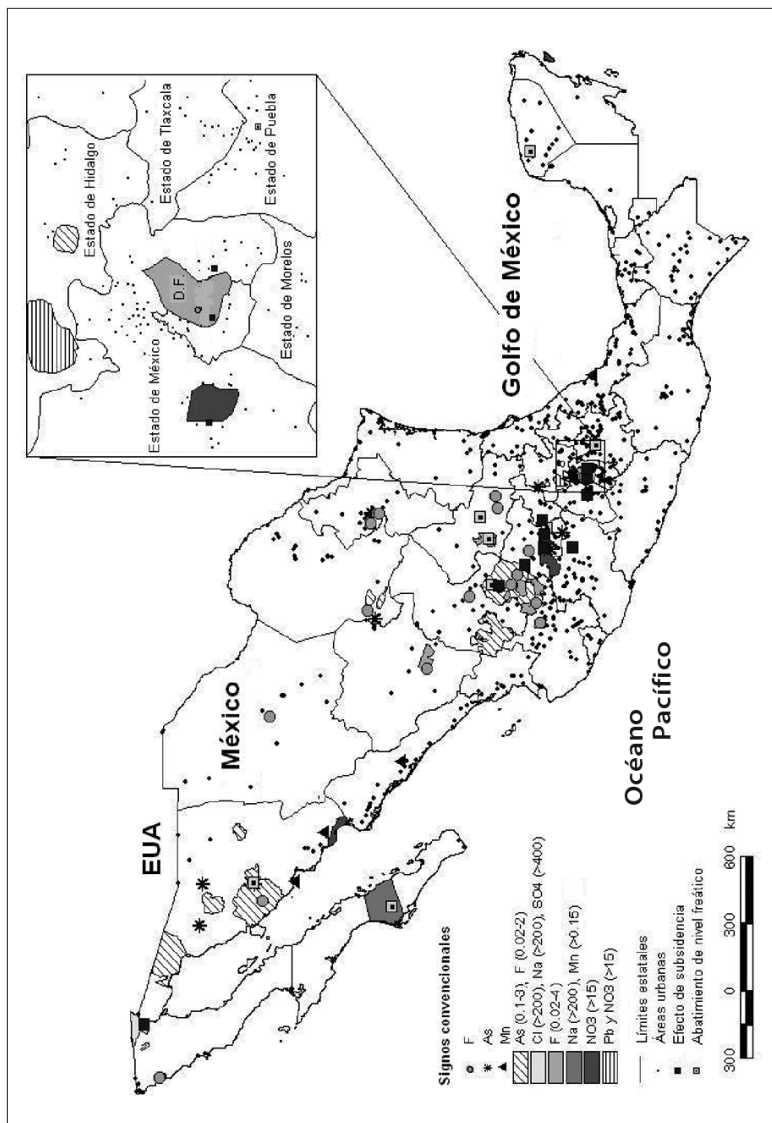 Estado de Hidalgo
Estado de Tlaxcala
Estado de México
D.F
Estado de Morelos
Estado de Puebla
EUA
México
Golfo de México
Océano
Pacífico
Signos convencionales
F
As
Mn
As (0.1-3), F (0.02-2)
Cl (>200), Na (>200), SO4 (>400)
F (0.02-4)
Na (>200), Mn (>0.15)
NO3 (>15)
Pb y NO3 (>15)
Límites estatales
Áreas urbanas
Efecto de subsidencia
Abatimiento de nivel freático
300 0 300 600 km